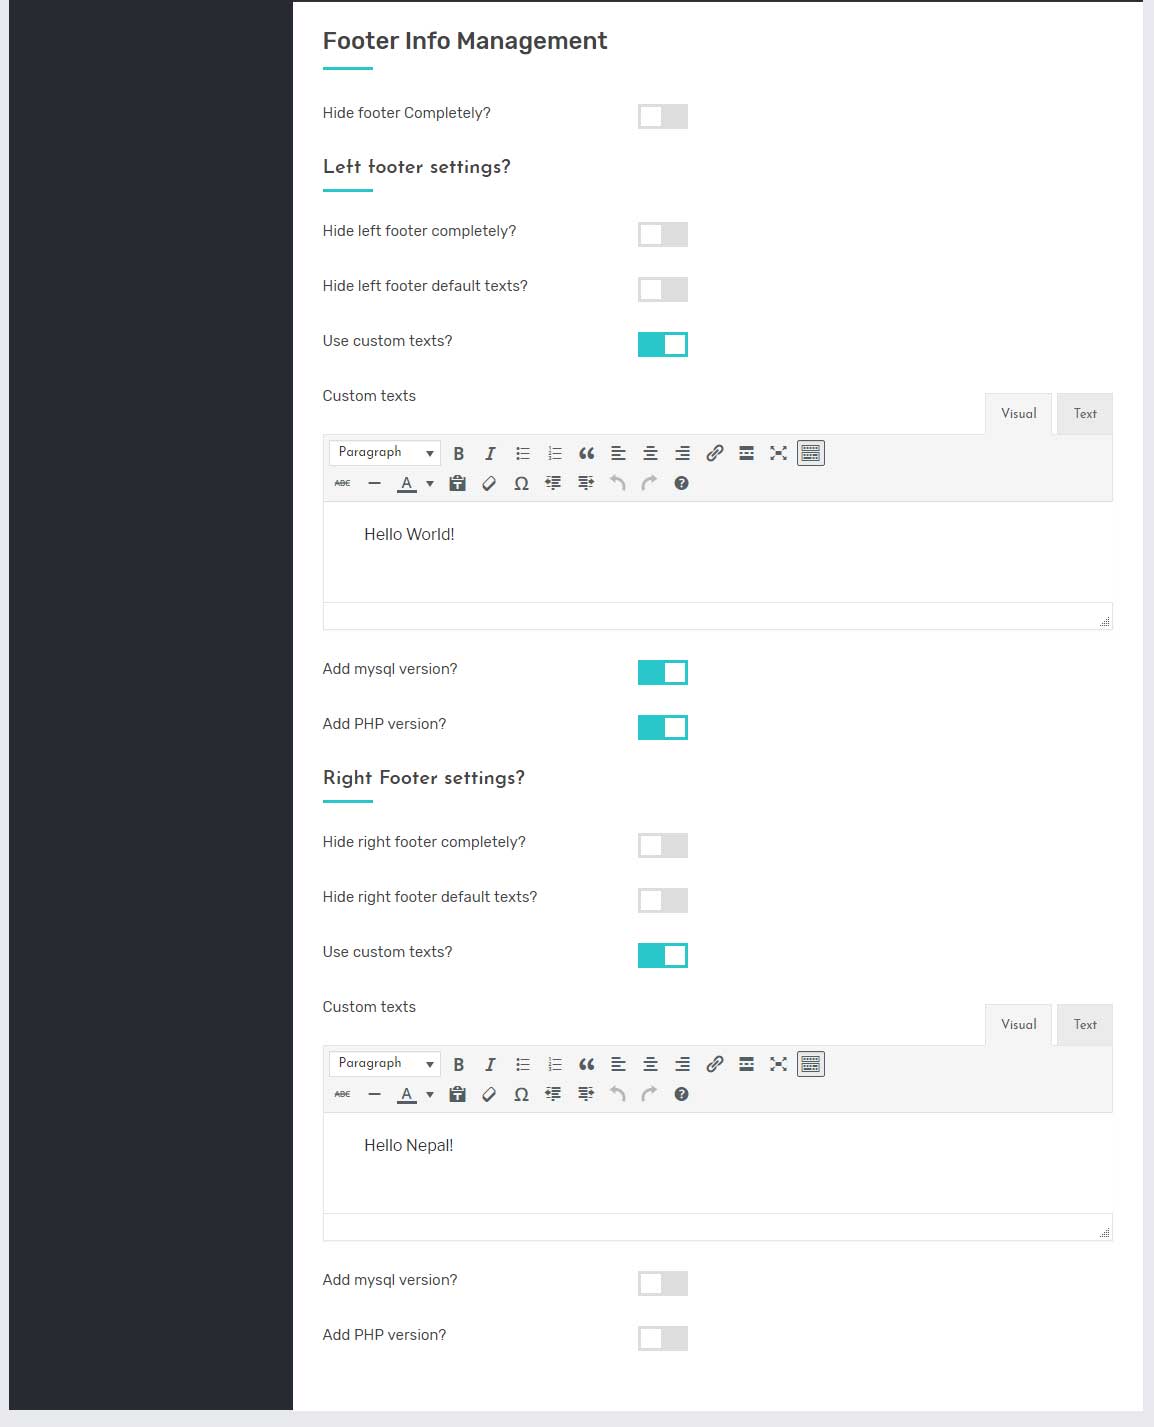 Footer Info Management
Hide footer Completely?
Left footer settings?
Hide left footer completely?
Hide left footer default texts?
Use custom texts?
Custom texts
Visual Text
Paragraph B I
ABC A T Ω ?
Hello World!
Add mysql version?
Add PHP version?
Right Footer settings?
Hide right footer completely?
Hide right footer default texts?
Use custom texts?
Custom texts
Visual Text
Paragraph B I
ABC A T Ω ?
Hello Nepal!
Add mysql version?
Add PHP version?